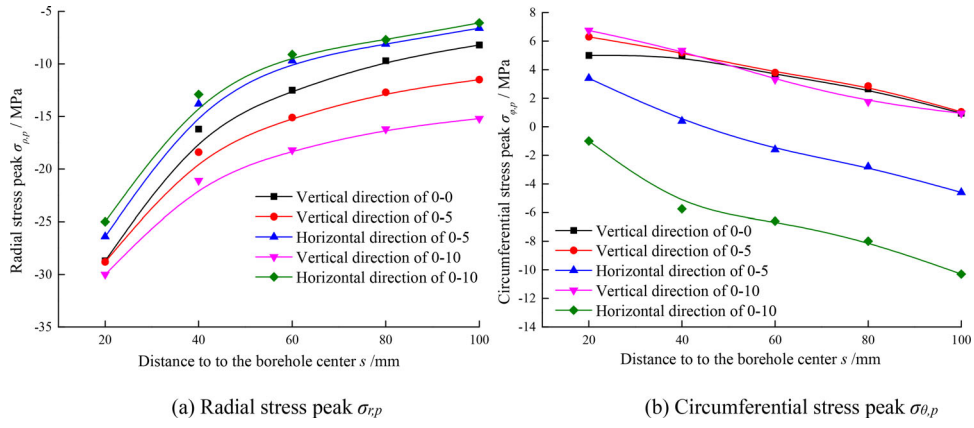 (a)
-5
-10
-15
-20
-25
-30
-35
20 40 60 80 100
Radial stress peak σρ,p / MPa
Vertical direction of 0-0
Vertical direction of 0-5
Horizontal direction of 0-5
Vertical direction of 0-10
Horizontal direction of 0-10
Distance to to the borehole center s /mm
(a) Radial stress peak σr,p
(b)
8
6
4
2
0
-2
-4
-6
-8
-10
-12
-14
20 40 60 80 100
Circumferential stress peak σφ,p / MPa
Vertical direction of 0-0
Vertical direction of 0-5
Horizontal direction of 0-5
Vertical direction of 0-10
Horizontal direction of 0-10
Distance to to the borehole center s /mm
(b) Circumferential stress peak σθ,p